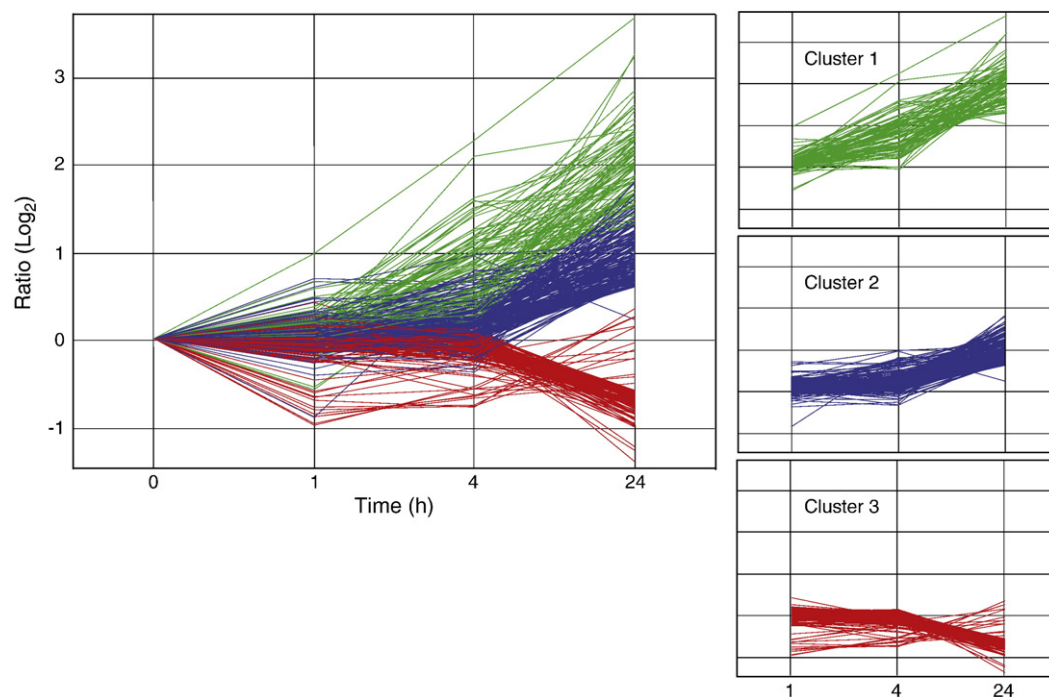 3
2
1
0
-1
Ratio (Log2)
0 1 4 24
Time (h)
Cluster 1
Cluster 2
Cluster 3
1 4 24